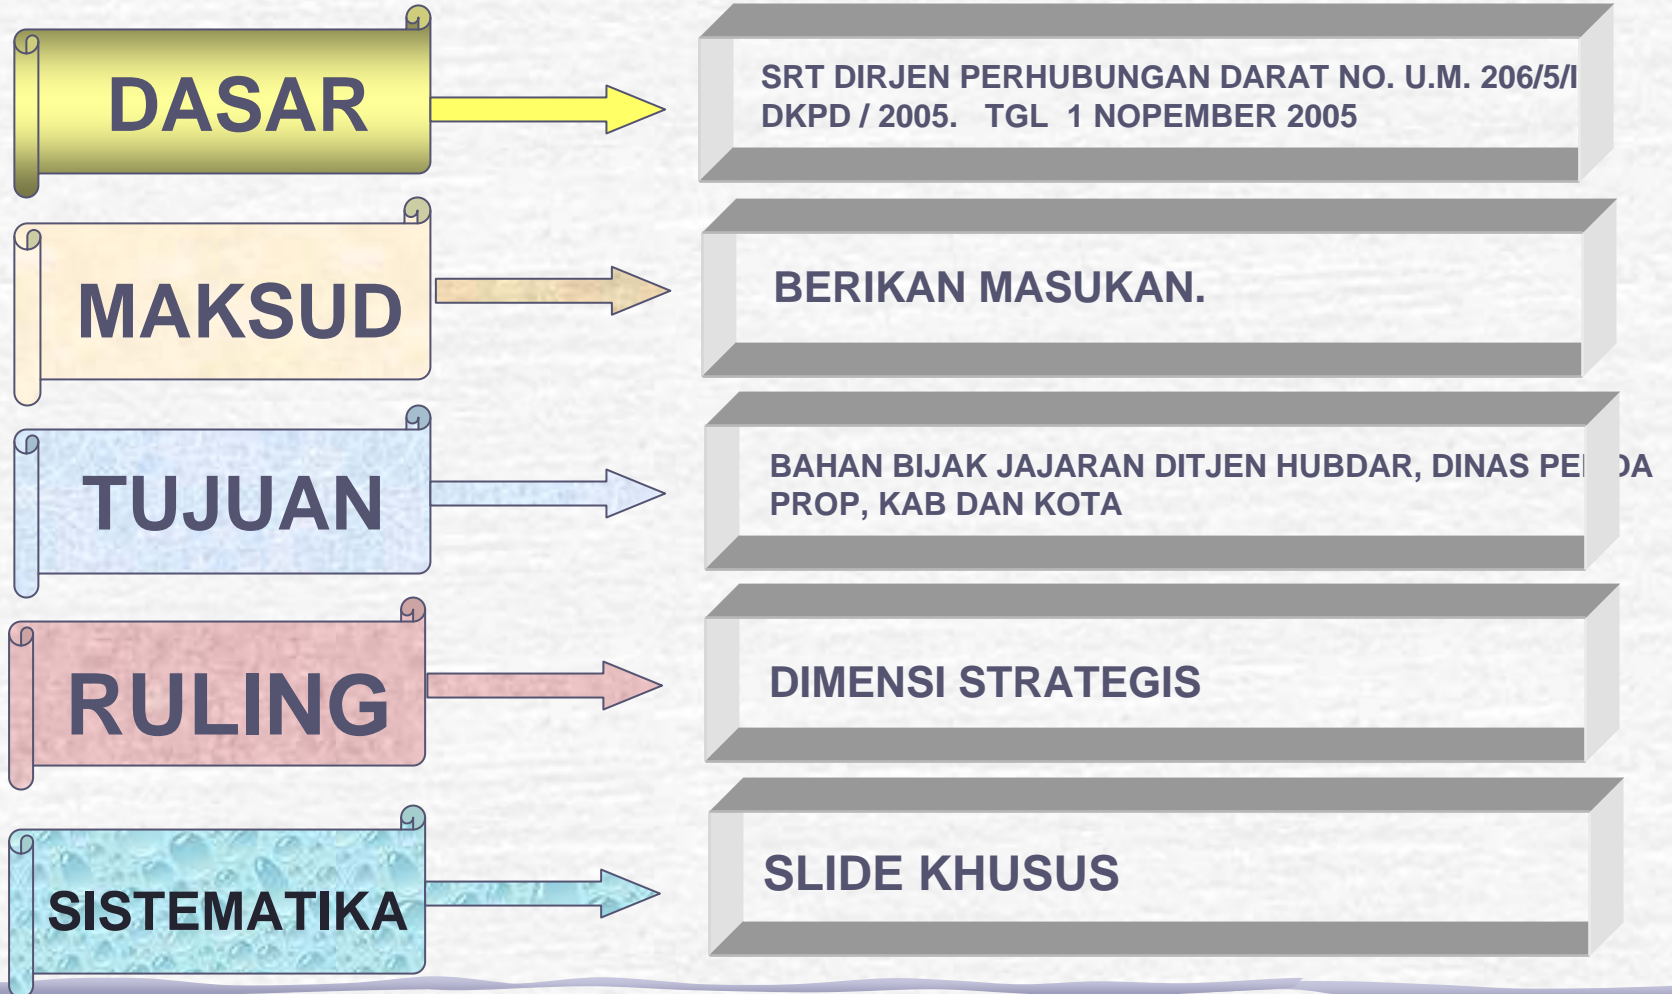 DASAR
SRT DIRJEN PERHUBUNGAN DARAT NO. U.M. 206/5/I
DKPD / 2005. TGL 1 NOPEMBER 2005
MAKSUD
BERIKAN MASUKAN.
TUJUAN
BAHAN BIJAK JAJARAN DITJEN HUBDAR, DINAS
PROP, KAB DAN KOTA
RULING
DIMENSI STRATEGIS
SISTEMATIKA
SLIDE KHUSUS